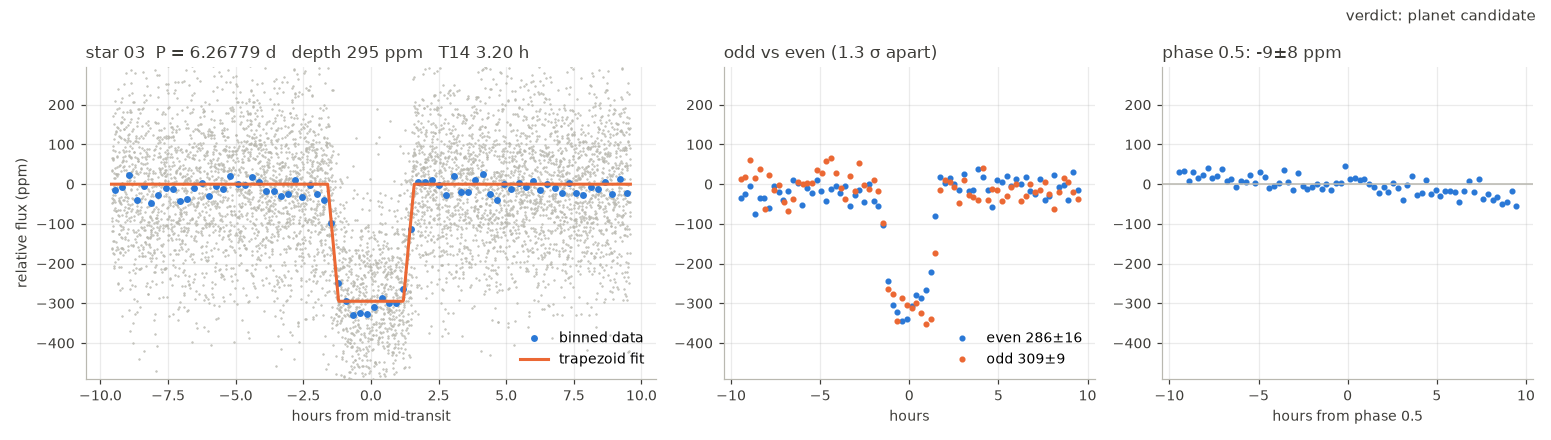 verdict: planet candidate
star 03  P = 6.26779 d   depth 295 ppm   T14 3.20 h
odd vs even (1.3 σ apart)
phase 0.5: -9±8 ppm
relative flux (ppm)
200
100
0
−100
−200
−300
−400
−10.0 −7.5 −5.0 −2.5 0.0 2.5 5.0 7.5 10.0
hours from mid-transit
binned data
trapezoid fit
200
100
0
−100
−200
−300
−400
−10 −5 0 5 10
hours
even 286±16
odd 309±9
200
100
0
−100
−200
−300
−400
−10 −5 0 5 10
hours from phase 0.5